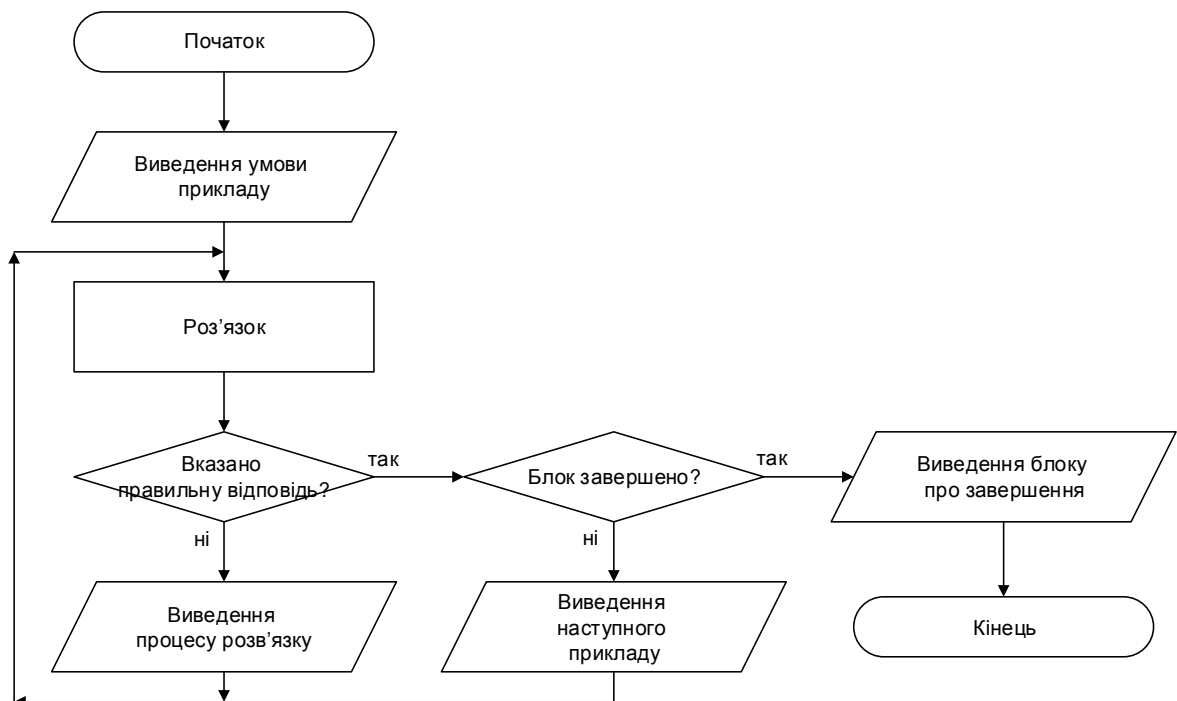 Початок
Виведення умови
прикладу
Роз’язок
Вказано
правильну відповідь?
так
Блок завершено?
так
Виведення блоку
про завершення
ні
ні
Виведення
процесу розв’язку
Виведення
наступного
прикладу
Кінець